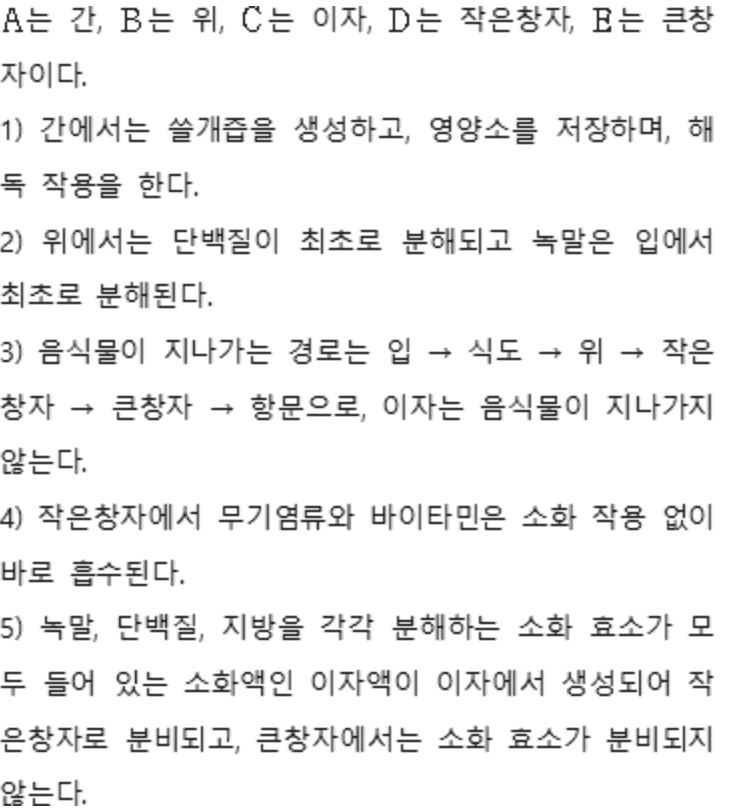 A는 간, B는 위, C는 이자, D는 작은창자, E는 큰창
자이다.
1) 간에서는 쓸개즙을 생성하고, 영양소를 저장하며, 해
독 작용을 한다.
2) 위에서는 단백질이 최초로 분해되고 녹말은 입에서
최초로 분해된다.
3) 음식물이 지나가는 경로는 입 → 식도 → 위 → 작은
창자 → 큰창자 → 항문으로, 이자는 음식물이 지나가지
않는다.
4) 작은창자에서 무기염류와 바이타민은 소화 작용 없이
바로 흡수된다.
5) 녹말, 단백질, 지방을 각각 분해하는 소화 효소가 모
두 들어 있는 소화액인 이자액이 이자에서 생성되어 작
은창자로 분비되고, 큰창자에서는 소화 효소가 분비되지
않는다.